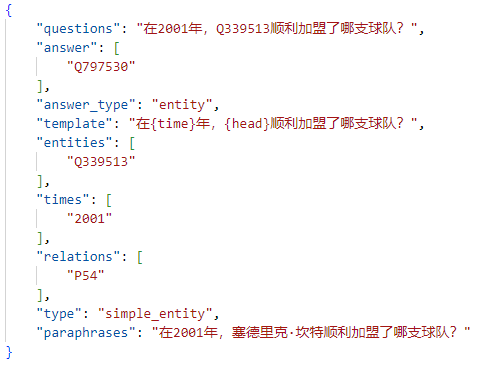 {
"questions": "在2001年，Q339513顺利加盟了哪支球队？",
"answer": [
"Q797530"
],
"answer_type": "entity",
"template": "在{time}年，{head}顺利加盟了哪支球队？",
"entities": [
"Q339513"
],
"times": [
"2001"
],
"relations": [
"P54"
],
"type": "simple_entity",
"paraphrases": "在2001年，塞德里克·坎特顺利加盟了哪支球队？"
}